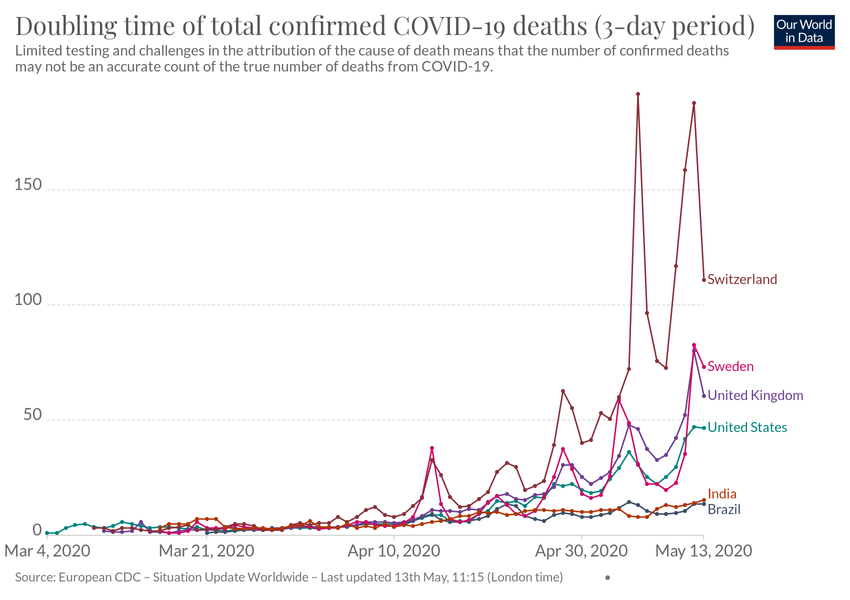 Doubling time of total confirmed COVID-19 deaths (3-day period)
Our World
in Data
Limited testing and challenges in the attribution of the cause of death means that the number of confirmed deaths
may not be an accurate count of the true number of deaths from COVID-19.
150
100
50
0
Switzerland
Sweden
United Kingdom
United States
India
Brazil
Mar 4, 2020
Mar 21, 2020
Apr 10, 2020
Apr 30, 2020
May 13, 2020
Source: European CDC – Situation Update Worldwide – Last updated 13th May, 11:15 (London time)